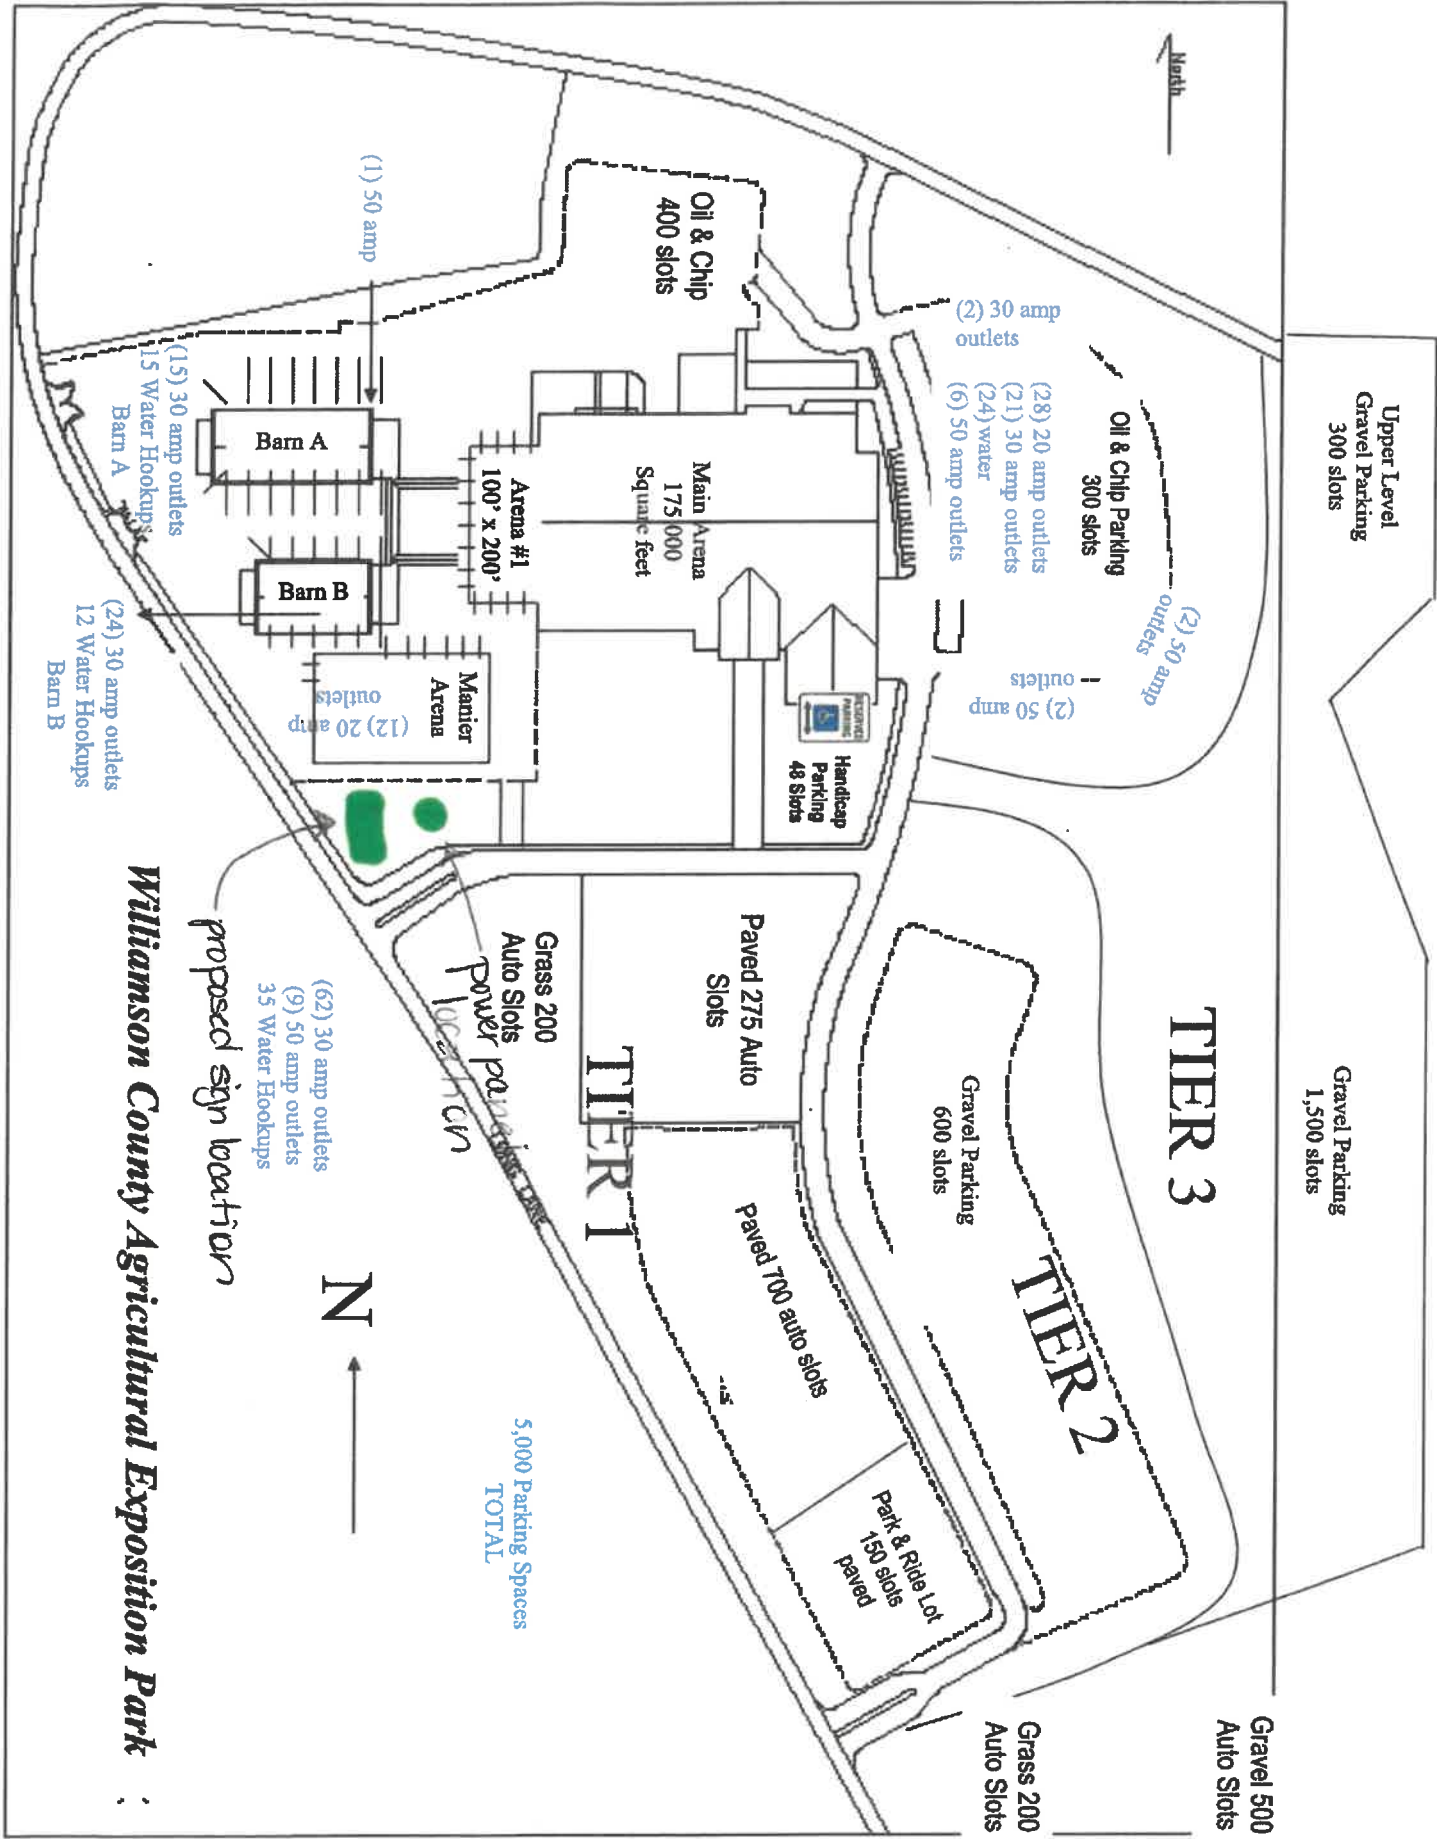 North
Upper Level
Gravel Parking
300 slots
Gravel Parking
1,500 slots
Gravel 500
Auto Slots
Grass 200
Auto Slots
TIER 3
(2) 50 amp
outlets
Oil & Chip Parking
300 slots
(2) 30 amp
outlets
(28) 20 amp outlets
(21) 30 amp outlets
(24) water
(6) 50 amp outlets
(2) 50 amp
outlets
TIER 2
Gravel Parking
600 slots
RESERVED
PARKING
Handicap
Parking
48 Slots
Oil & Chip
400 slots
Main Arena
175,000
Square feet
Paved 275 Auto
Slots
Paved 700 auto slots
Park & Ride Lot
150 slots
paved
TIER 1
Arena #1
100' x 200'
Grass 200
Auto Slots
power panel
location
5,000 Parking Spaces
TOTAL
Manier
Arena
(12) 20 amp
outlets
(1) 50 amp
Barn A
Barn B
(62) 30 amp outlets
(9) 50 amp outlets
35 Water Hookups
N
proposed sign location
(15) 30 amp outlets
15 Water Hookups
Barn A
(24) 30 amp outlets
12 Water Hookups
Barn B
Williamson County Agricultural Exposition Park :